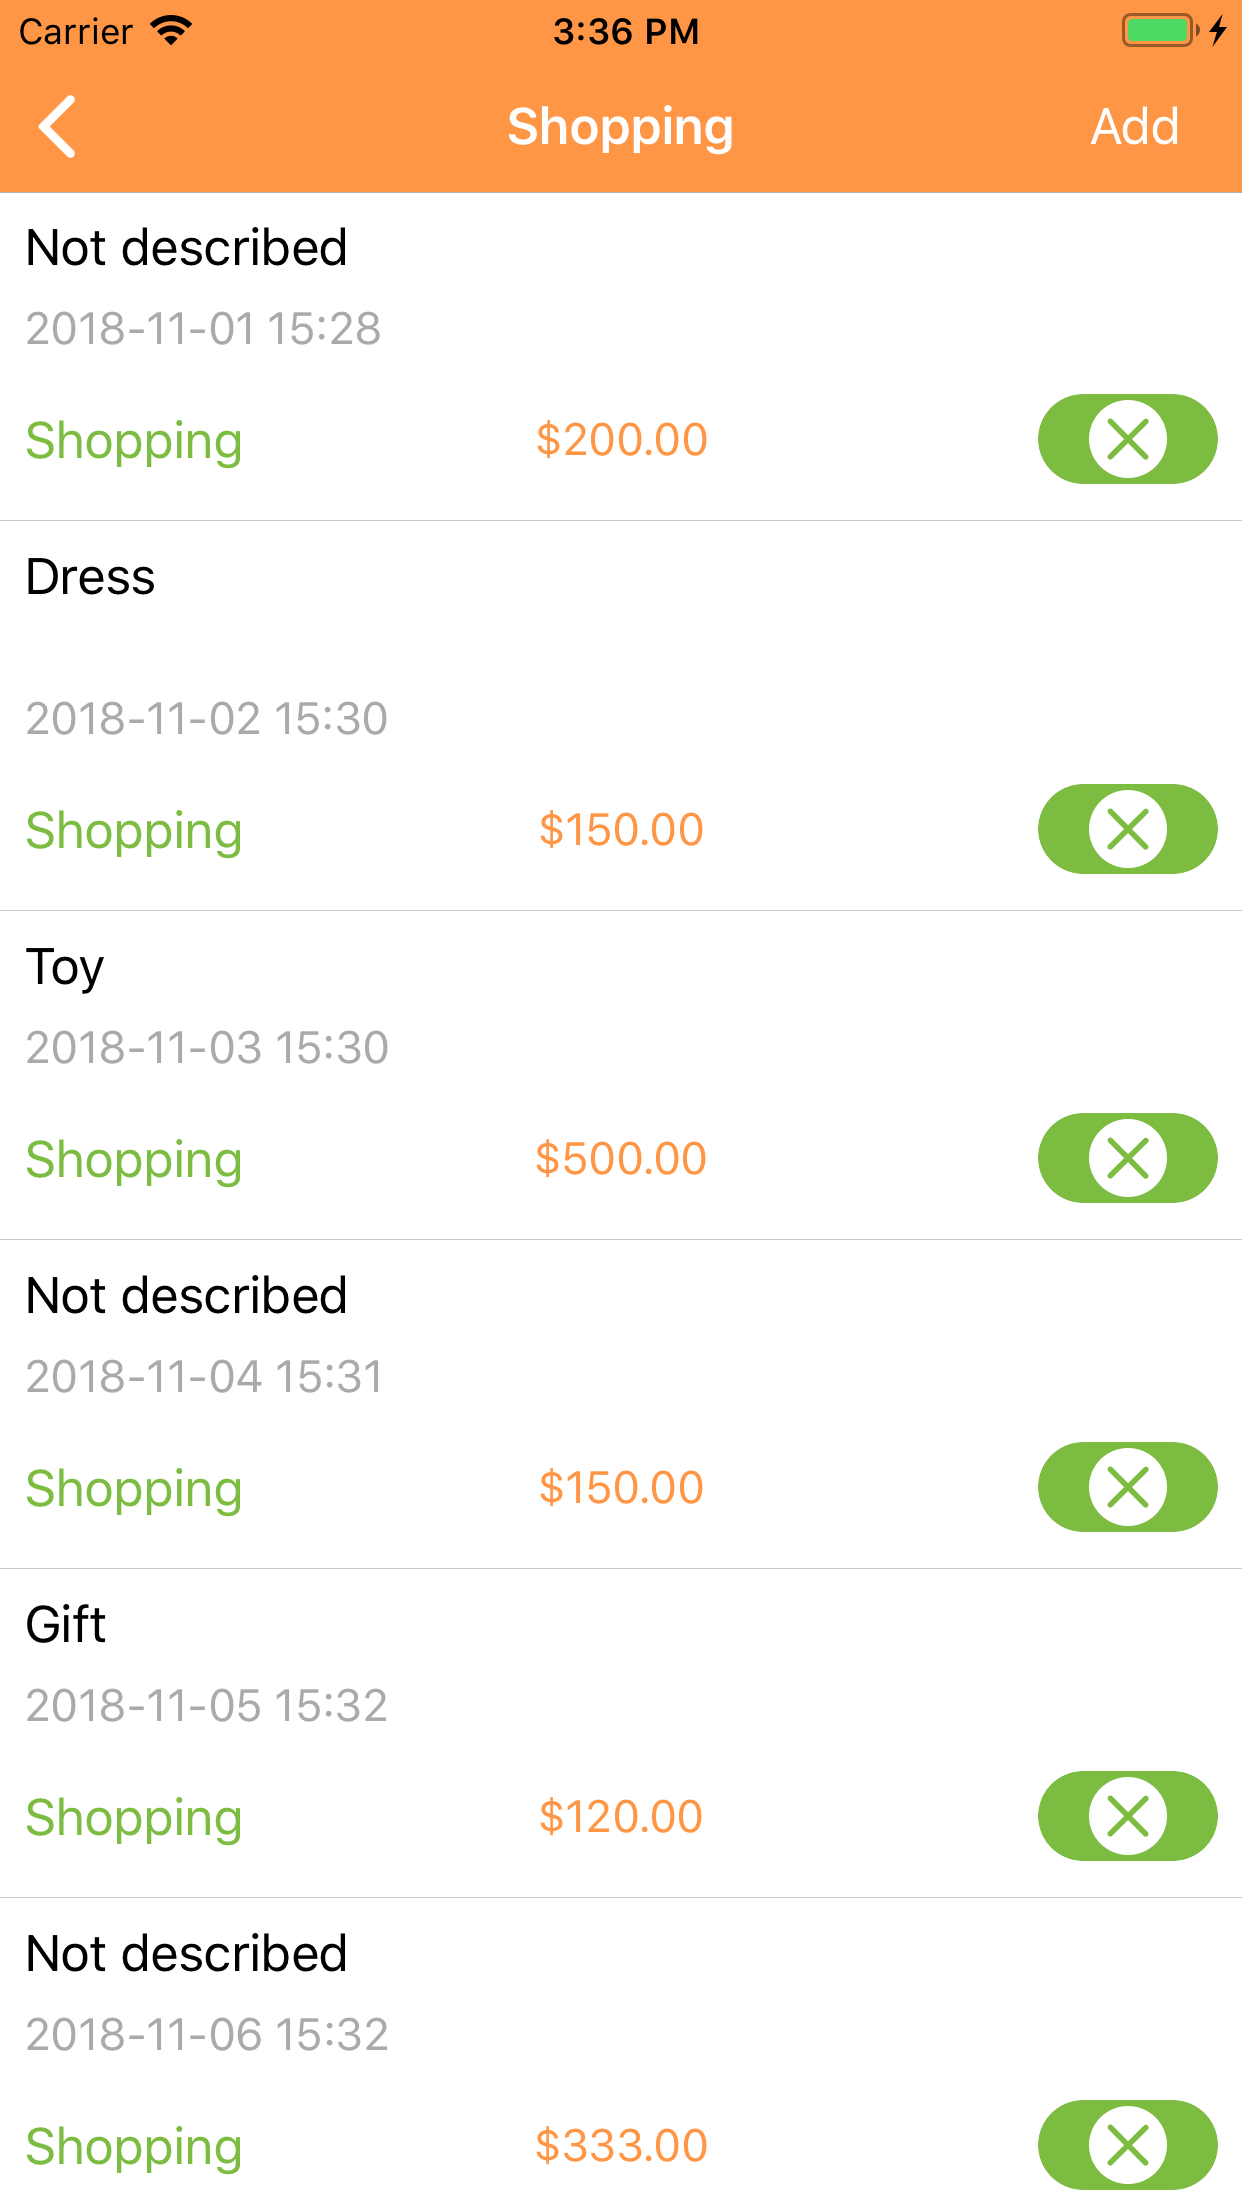 Carrier 3:36 PM
Shopping Add
Not described
2018-11-01 15:28
Shopping $200.00
Dress
2018-11-02 15:30
Shopping $150.00
Toy
2018-11-03 15:30
Shopping $500.00
Not described
2018-11-04 15:31
Shopping $150.00
Gift
2018-11-05 15:32
Shopping $120.00
Not described
2018-11-06 15:32
Shopping $333.00